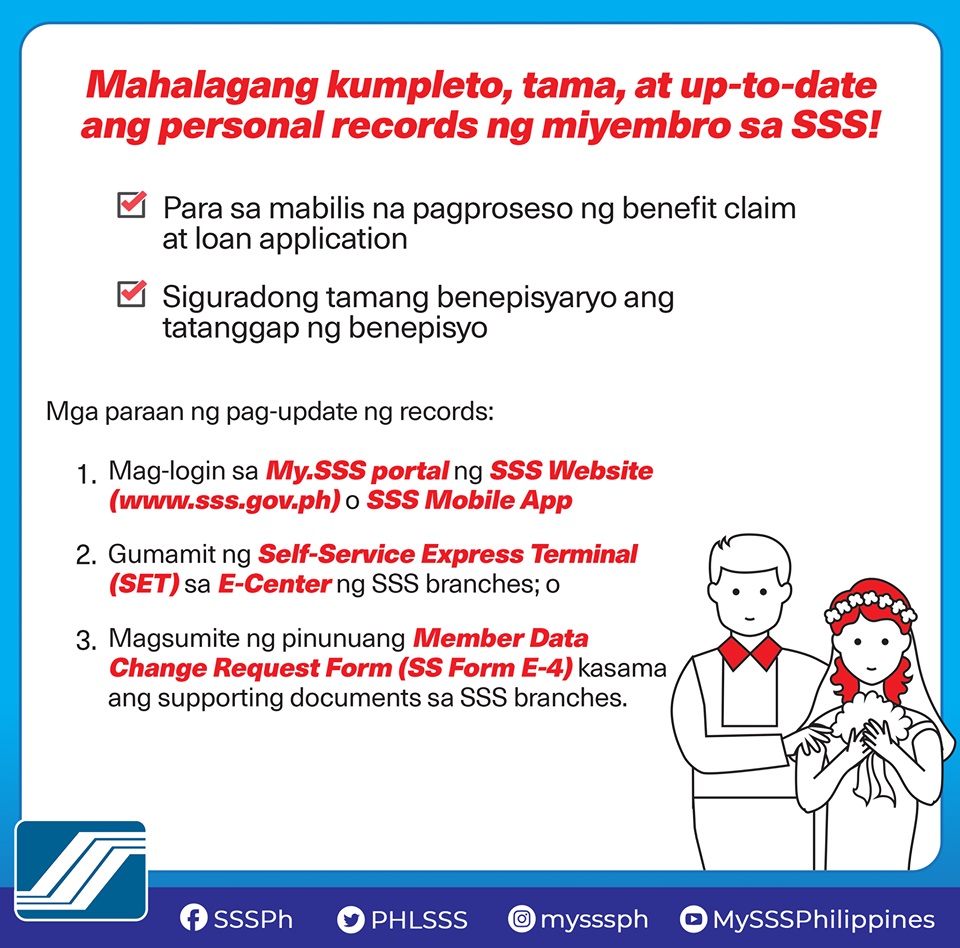 Mahalagang kumpleto, tama, at up-to-date
ang personal records ng miyembro sa SSS!
Para sa mabilis na pagproseso ng benefit claim
at loan application
Siguradong tamang benepisyaryo ang
tatanggap ng benepisyo
Mga paraan ng pag-update ng records:
1. Mag-login sa My.SSS portal ng SSS Website
(www.sss.gov.ph) o SSS Mobile App
2. Gumamit ng Self-Service Express Terminal
(SET) sa E-Center ng SSS branches; o
3. Magsumite ng pinunuang Member Data
Change Request Form (SS Form E-4) kasama
ang supporting documents sa SSS branches.
SSSPh PHLSSS mysssph MySSSPhilippines